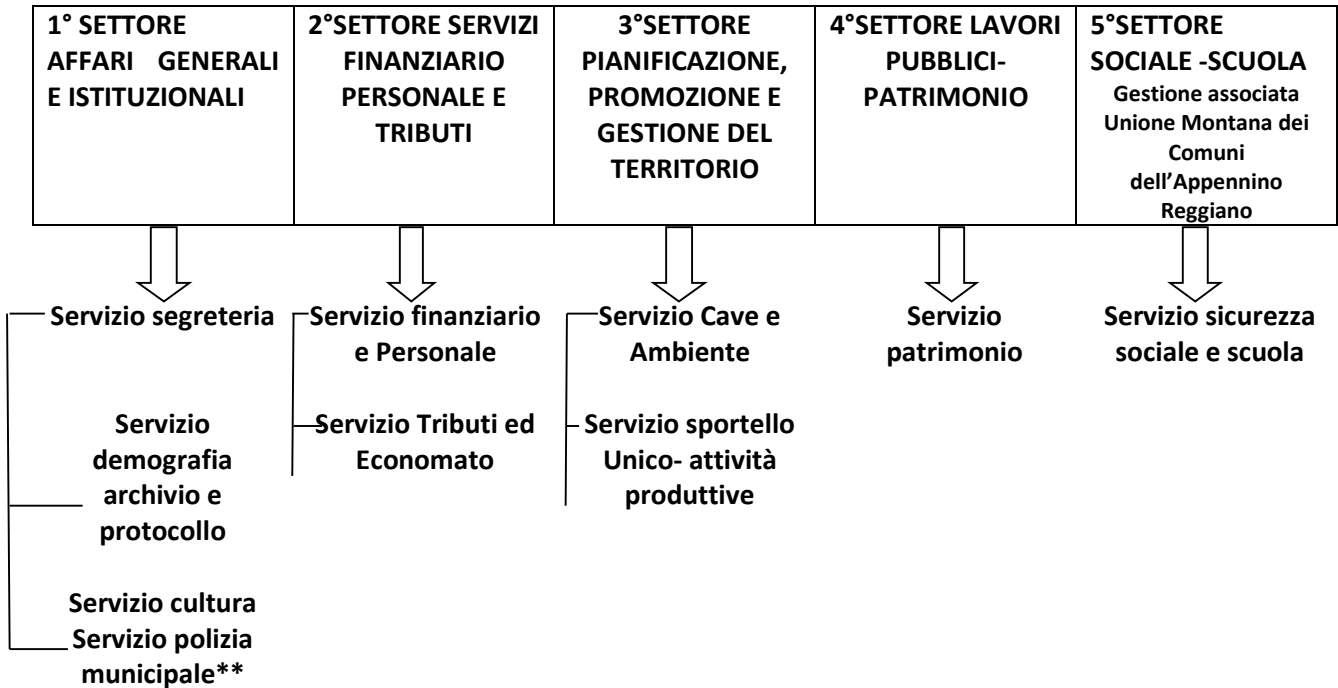 1° SETTORE
AFFARI GENERALI
E ISTITUZIONALI
2°SETTORE SERVIZI
FINANZIARIO
PERSONALE E
TRIBUTI
3°SETTORE
PIANIFICAZIONE,
PROMOZIONE E
GESTIONE DEL
TERRITORIO
4°SETTORE LAVORI
PUBBLICI-
PATRIMONIO
5°SETTORE
SOCIALE -SCUOLA
Gestione associata
Unione Montana dei
Comuni
dell'Appennino
Reggiano
Servizio segreteria
Servizio
demografia
archivio e
protocollo
Servizio cultura
Servizio polizia
municipale**
Servizio finanziario
e Personale
Servizio Tributi ed
Economato
Servizio Cave e
Ambiente
Servizio sportello
Unico- attività
produttive
Servizio
patrimonio
Servizio sicurezza
sociale e scuola